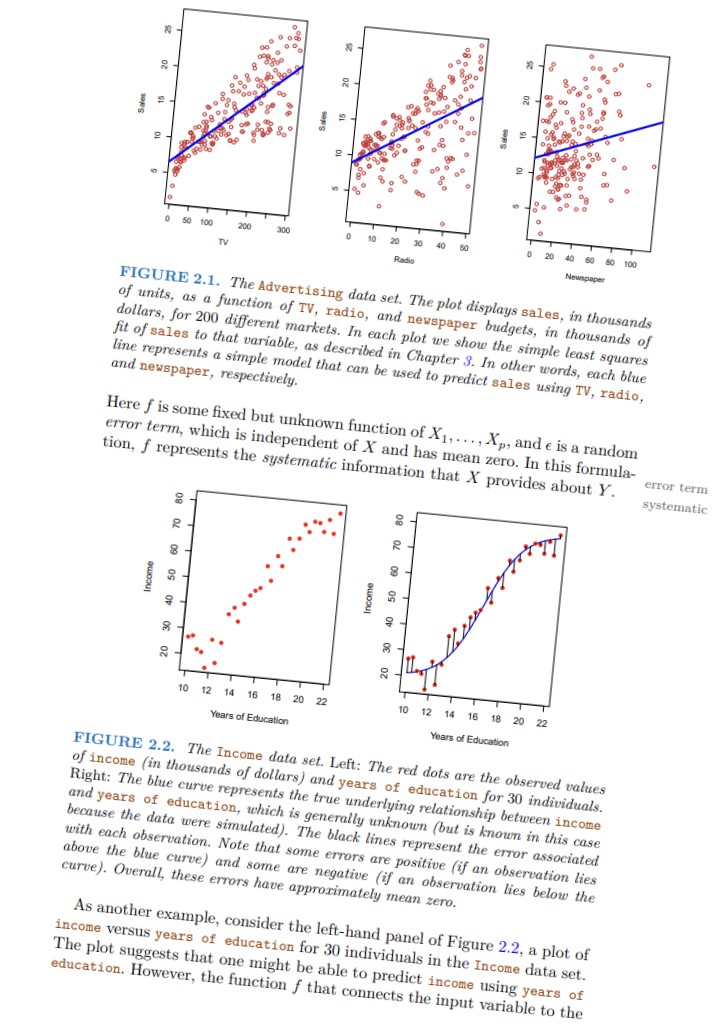 Sales
5 10 15 20 25
0 50 100 200 300
TV
Sales
5 10 15 20 25
0 10 20 30 40 50
Radio
Sales
5 10 15 20 25
0 20 40 60 80 100
Newspaper
FIGURE 2.1. The Advertising data set. The plot displays sales, in thousands
of units, as a function of TV, radio, and newspaper budgets, in thousands of
dollars, for 200 different markets. In each plot we show the simple least squares
fit of sales to that variable, as described in Chapter 3. In other words, each blue
line represents a simple model that can be used to predict sales using TV, radio,
and newspaper, respectively.
Here f is some fixed but unknown function of X₁, . . . , Xₚ, and ϵ is a random
error term, which is independent of X and has mean zero. In this formula-
tion, f represents the systematic information that X provides about Y.
error term
systematic
Income
20 30 40 50 60 70 80
10 12 14 16 18 20 22
Years of Education
Income
20 30 40 50 60 70 80
10 12 14 16 18 20 22
Years of Education
FIGURE 2.2. The Income data set. Left: The red dots are the observed values
of income (in thousands of dollars) and years of education for 30 individuals.
Right: The blue curve represents the true underlying relationship between income
and years of education, which is generally unknown (but is known in this case
because the data were simulated). The black lines represent the error associated
with each observation. Note that some errors are positive (if an observation lies
above the blue curve) and some are negative (if an observation lies below the
curve). Overall, these errors have approximately mean zero.
As another example, consider the left-hand panel of Figure 2.2, a plot of
income versus years of education for 30 individuals in the Income data set.
The plot suggests that one might be able to predict income using years of
education. However, the function f that connects the input variable to the